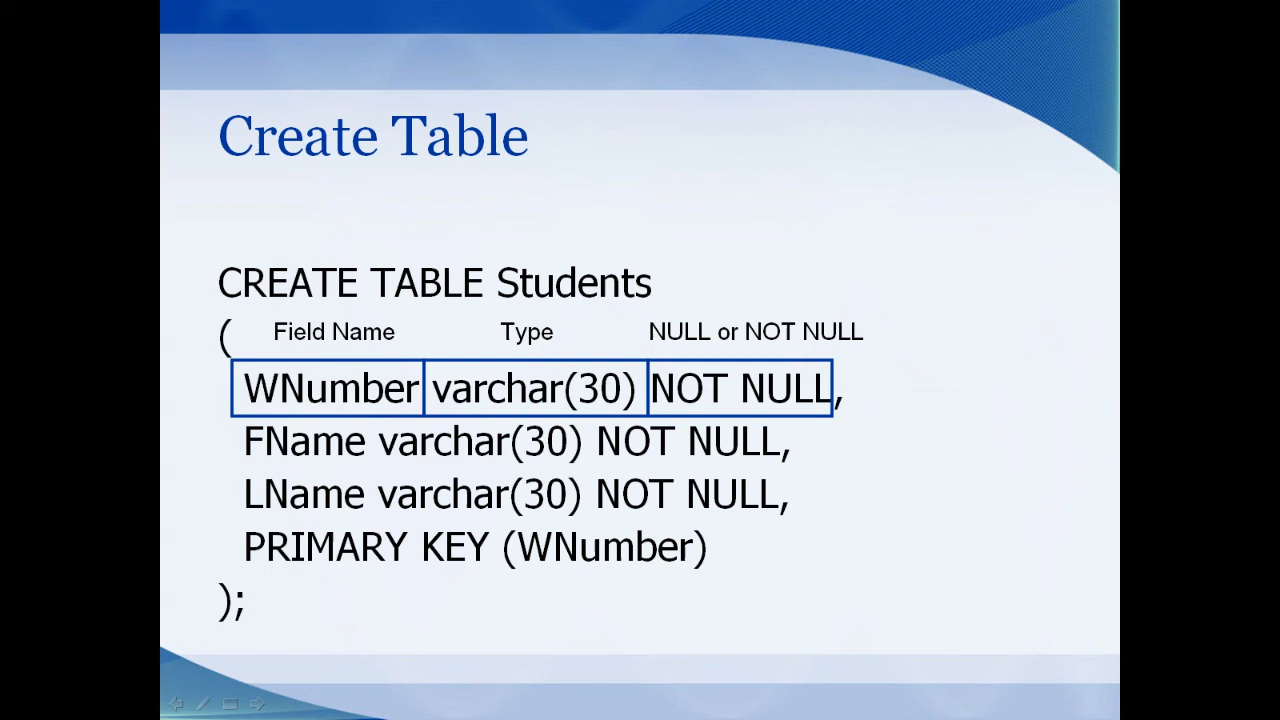 Create Table
CREATE TABLE Students
( Field Name Type NULL or NOT NULL
WNumber varchar(30) NOT NULL,
FName varchar(30) NOT NULL,
LName varchar(30) NOT NULL,
PRIMARY KEY (WNumber)
);